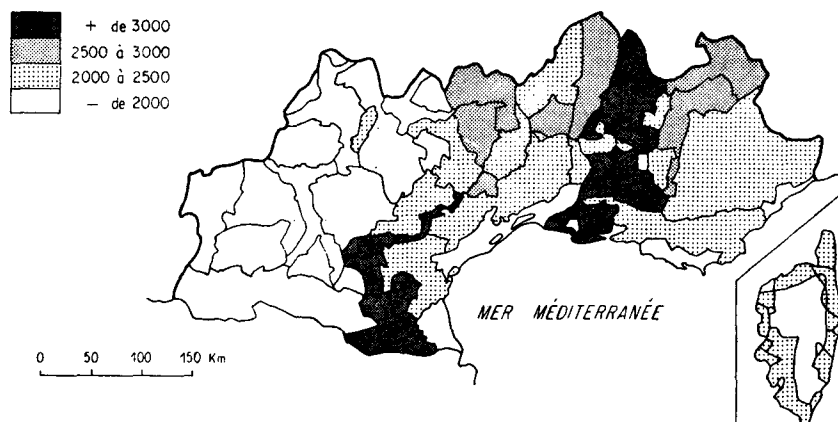 + de 3000
2500 à 3000
2000 à 2500
– de 2000
MER MÉDITERRANÉE
0 50 100 150 Km